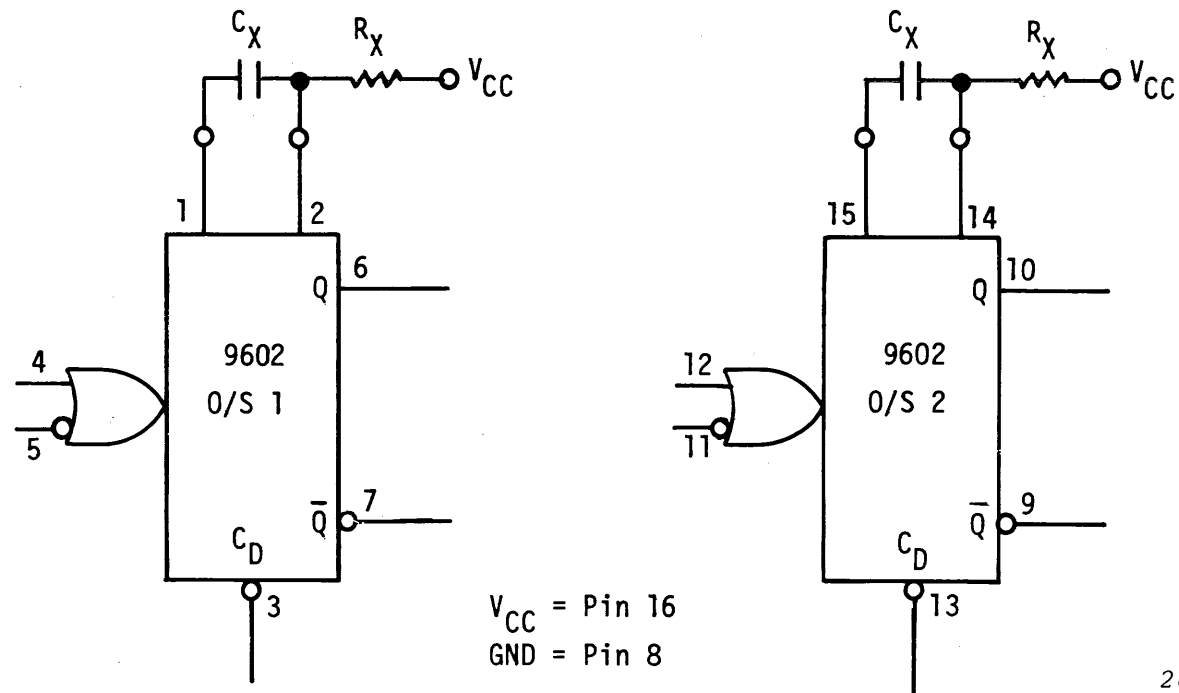 C_X R_X V_CC
1 2
Q 6
4
5
9602
O/S 1
Q̅ 7
C_D
3
C_X R_X V_CC
15 14
Q 10
12
11
9602
O/S 2
Q̅ 9
C_D
13
V_CC = Pin 16
GND = Pin 8